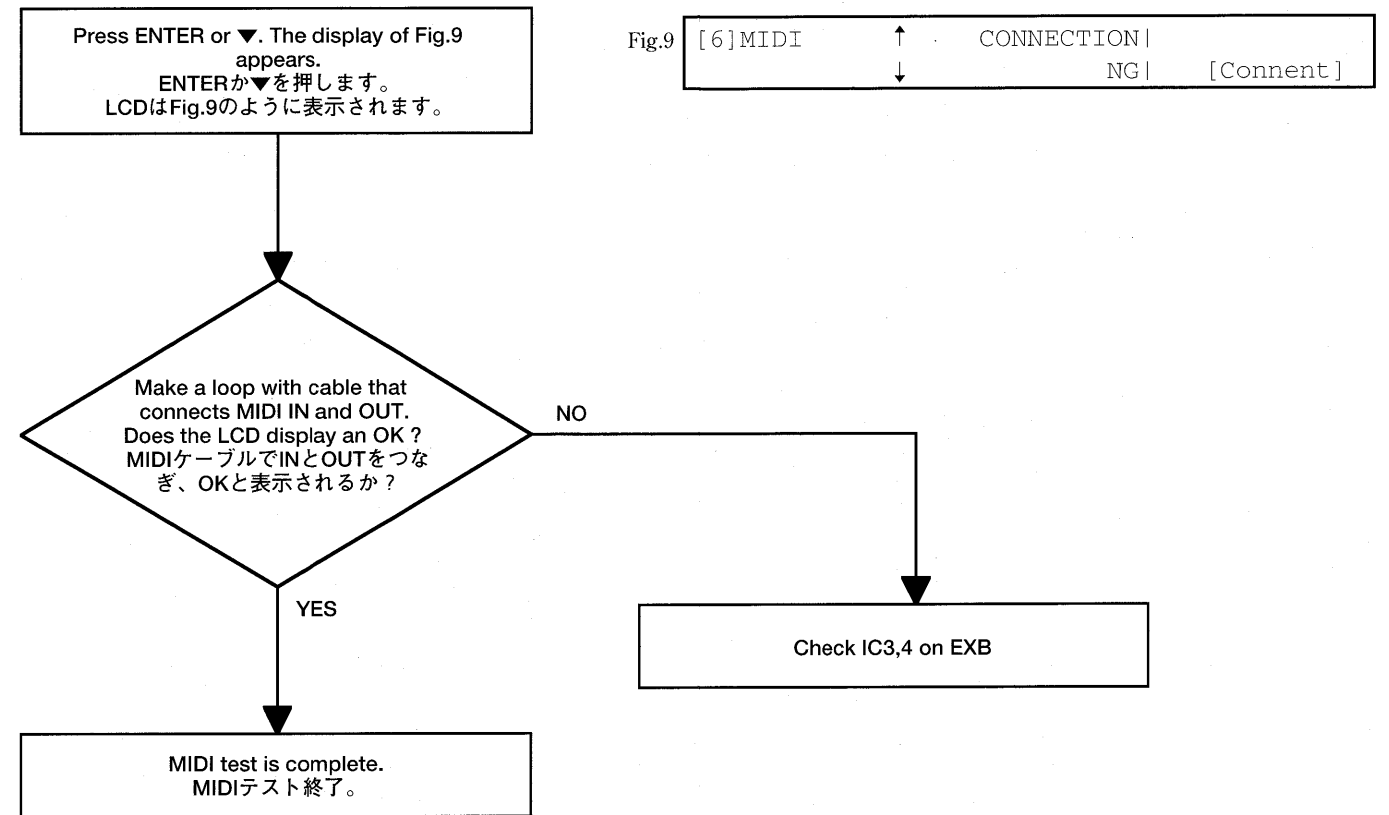 Press ENTER or ▼. The display of Fig.9
appears.
ENTERか▼を押します。
LCDはFig.9のように表示されます。
Fig.9
[6]MIDI ↑ CONNECTION|
↓ NG| [Connent]
Make a loop with cable that
connects MIDI IN and OUT.
Does the LCD display an OK ?
MIDIケーブルでINとOUTをつな
ぎ、OKと表示されるか?
NO
YES
Check IC3,4 on EXB
MIDI test is complete.
MIDIテスト終了。